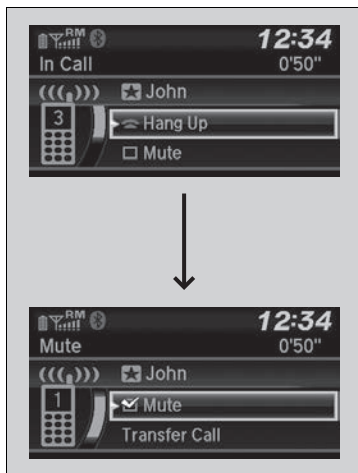 RM
12:34
In Call
0'50"
John
3
Hang Up
Mute
RM
12:34
Mute
0'50"
John
1
Mute
Transfer Call